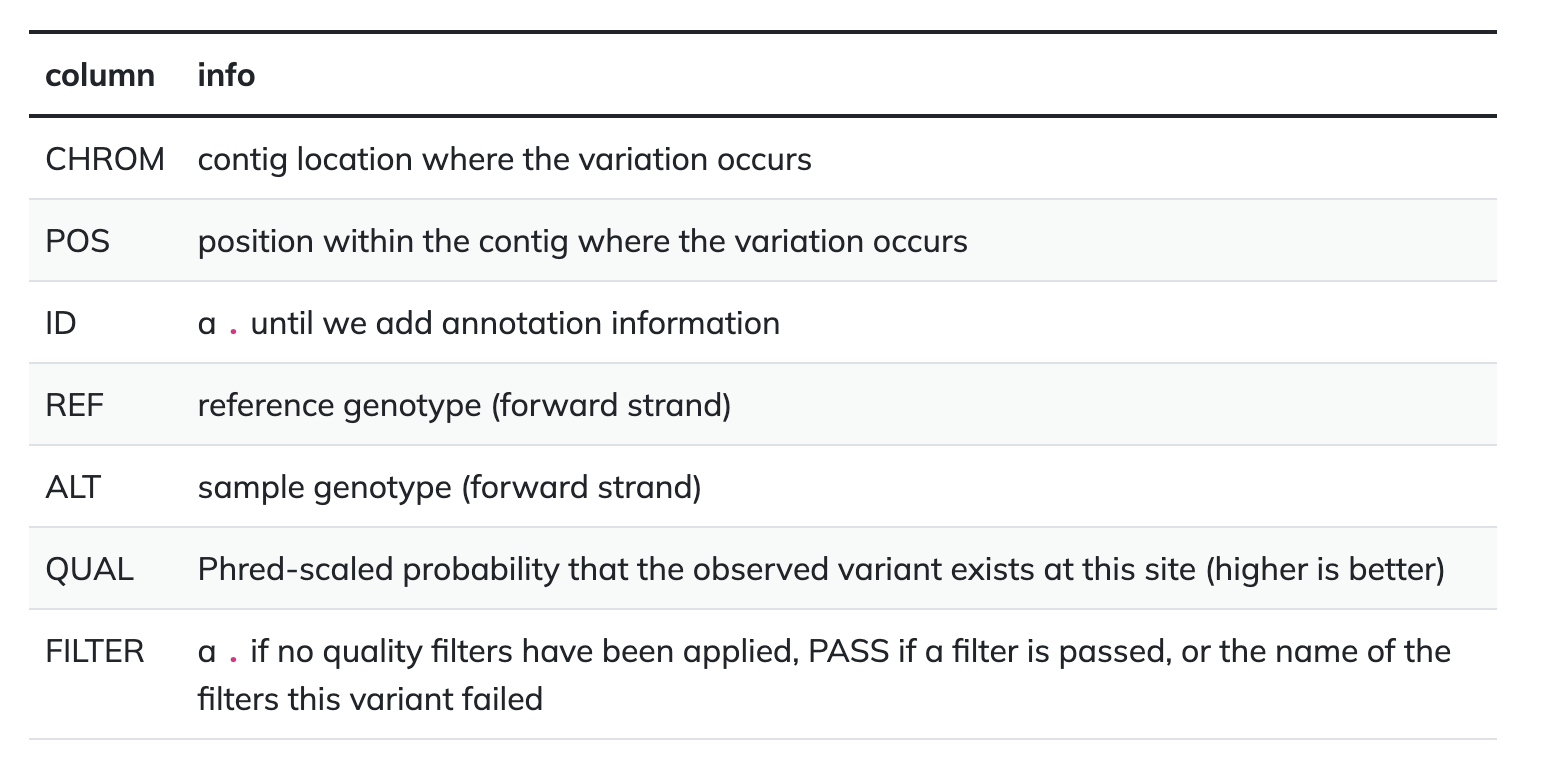 column info
CHROM contig location where the variation occurs
POS position within the contig where the variation occurs
ID a . until we add annotation information
REF reference genotype (forward strand)
ALT sample genotype (forward strand)
QUAL Phred-scaled probability that the observed variant exists at this site (higher is better)
FILTER a . if no quality filters have been applied, PASS if a filter is passed, or the name of the
filters this variant failed